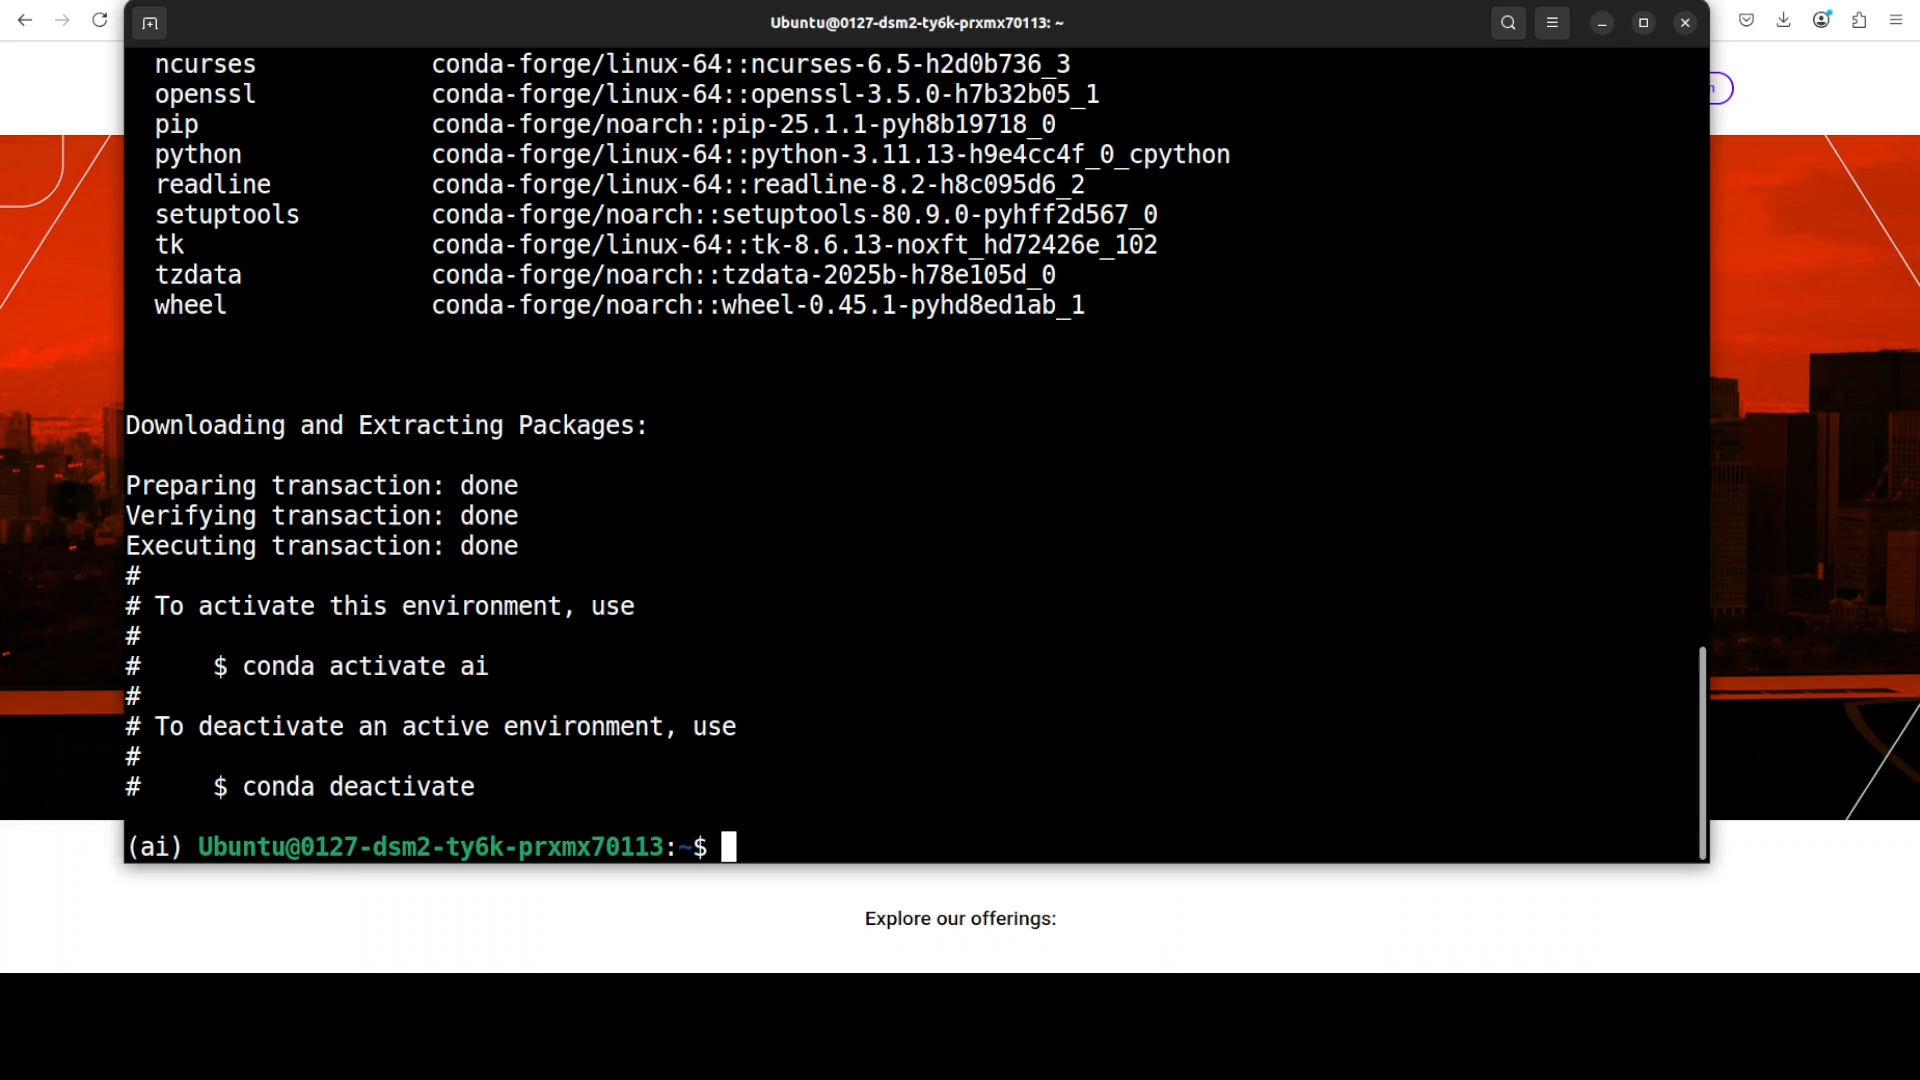 Ubuntu@0127-dsm2-ty6k-prxmx70113: ~
ncurses conda-forge/linux-64::ncurses-6.5-h2d0b736_3
openssl conda-forge/linux-64::openssl-3.5.0-h7b32b05_1
pip conda-forge/noarch::pip-25.1.1-pyh8b19718_0
python conda-forge/linux-64::python-3.11.13-h9e4cc4f_0_cpython
readline conda-forge/linux-64::readline-8.2-h8c095d6_2
setuptools conda-forge/noarch::setuptools-80.9.0-pyhff2d567_0
tk conda-forge/linux-64::tk-8.6.13-noxft_hd72426e_102
tzdata conda-forge/noarch::tzdata-2025b-h78e105d_0
wheel conda-forge/noarch::wheel-0.45.1-pyhd8ed1ab_1
Downloading and Extracting Packages:
Preparing transaction: done
Verifying transaction: done
Executing transaction: done
#
# To activate this environment, use
#
# $ conda activate ai
#
# To deactivate an active environment, use
#
# $ conda deactivate
(ai) Ubuntu@0127-dsm2-ty6k-prxmx70113:~$
Explore our offerings: